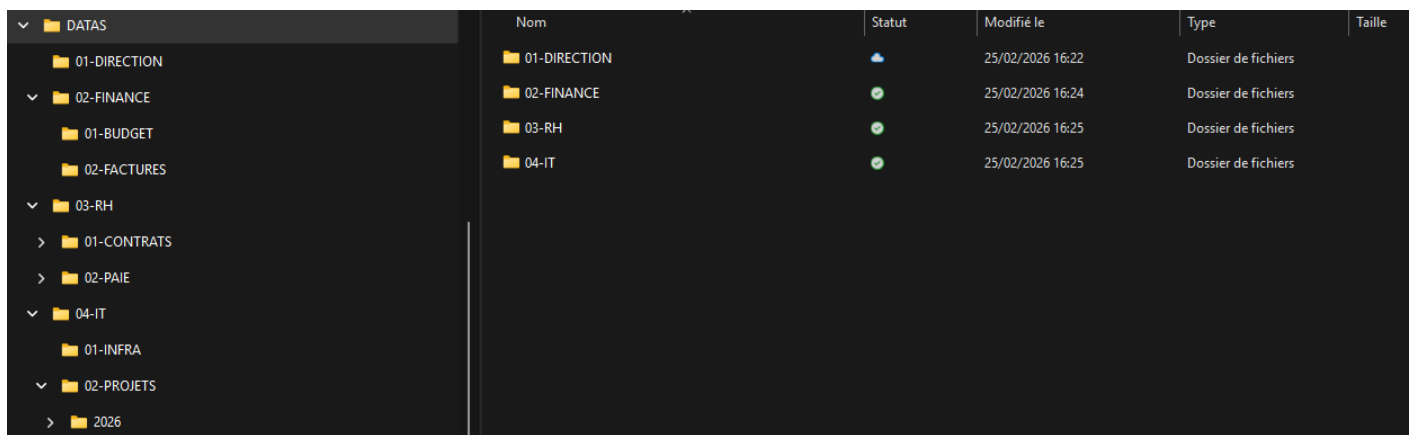 DATAS
01-DIRECTION
02-FINANCE
01-BUDGET
02-FACTURES
03-RH
01-CONTRATS
02-PAIE
04-IT
01-INFRA
02-PROJETS
2026
Nom Statut Modifié le Type Taille
01-DIRECTION 25/02/2026 16:22 Dossier de fichiers
02-FINANCE 25/02/2026 16:24 Dossier de fichiers
03-RH 25/02/2026 16:25 Dossier de fichiers
04-IT 25/02/2026 16:25 Dossier de fichiers